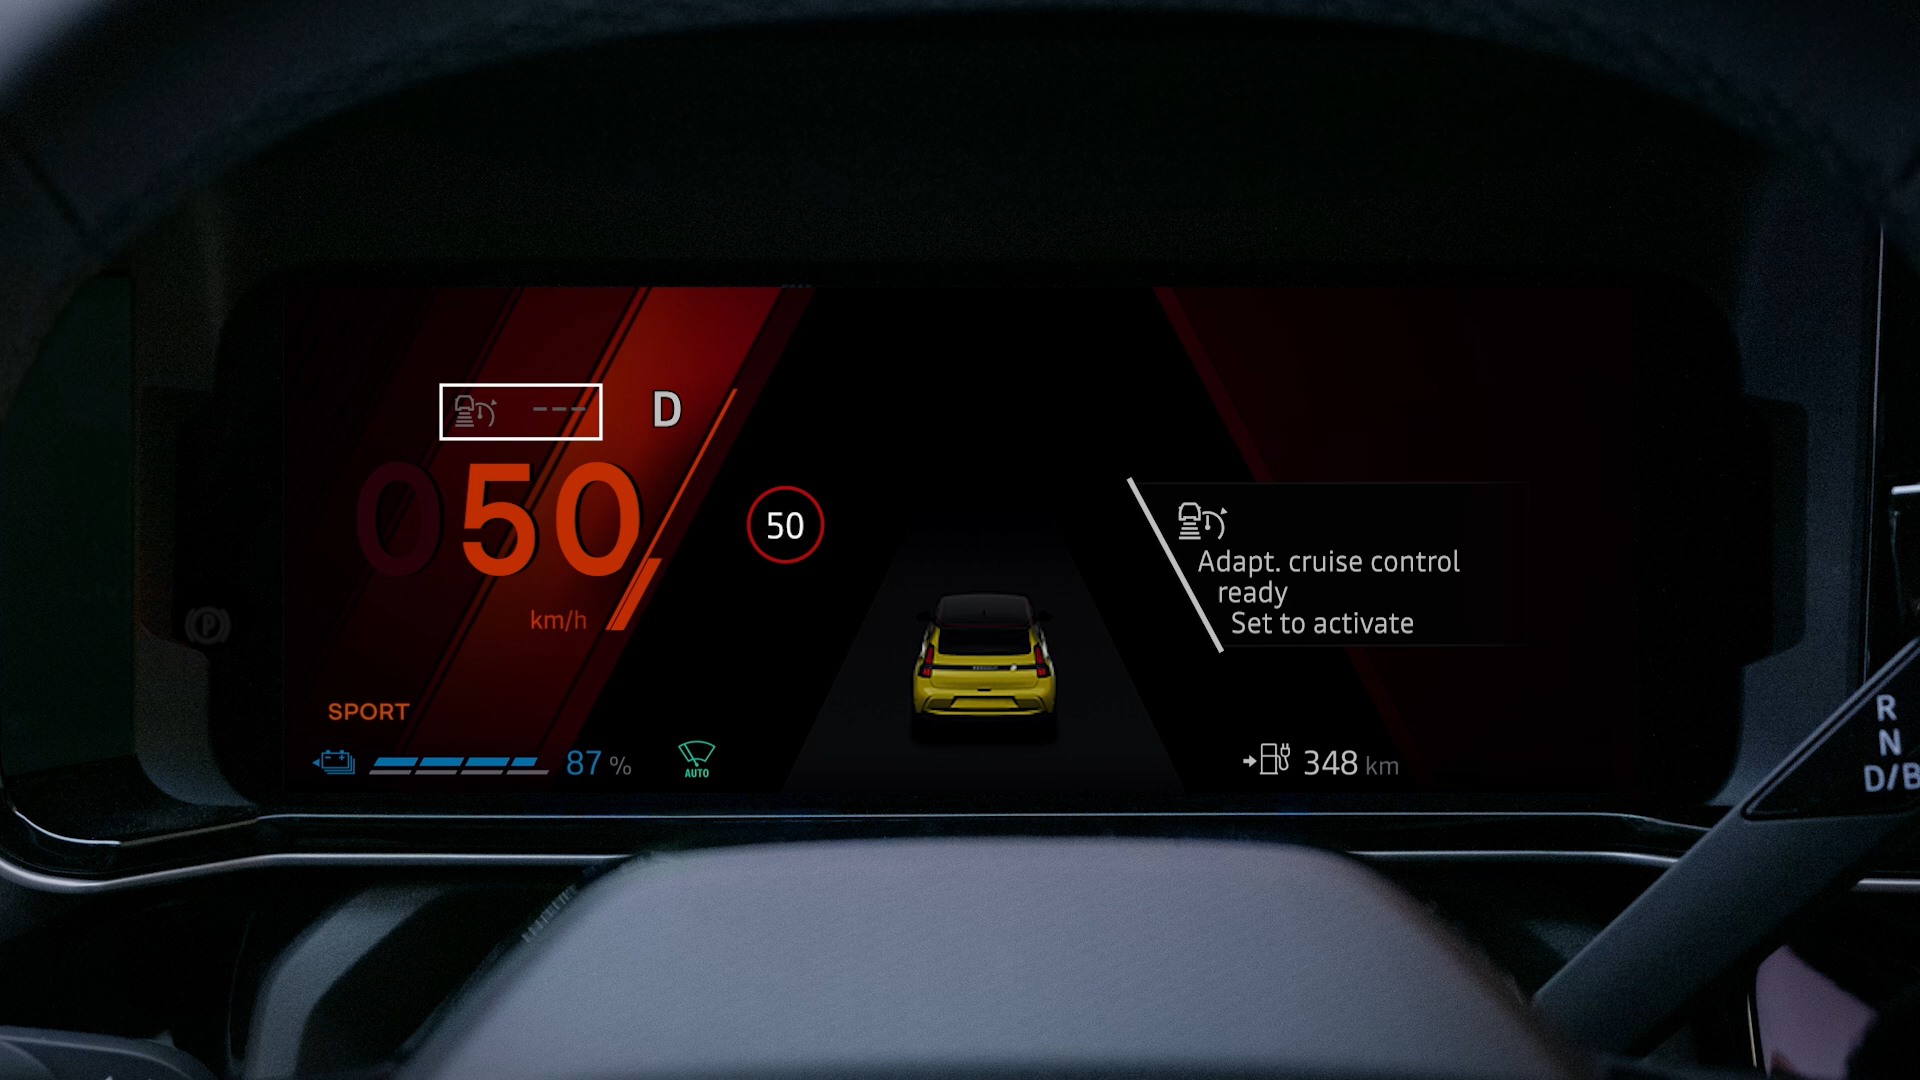 --- D
050
50
km/h
Adapt. cruise control
ready
Set to activate
SPORT
87 %
AUTO
348 km
P
R
N
D/B